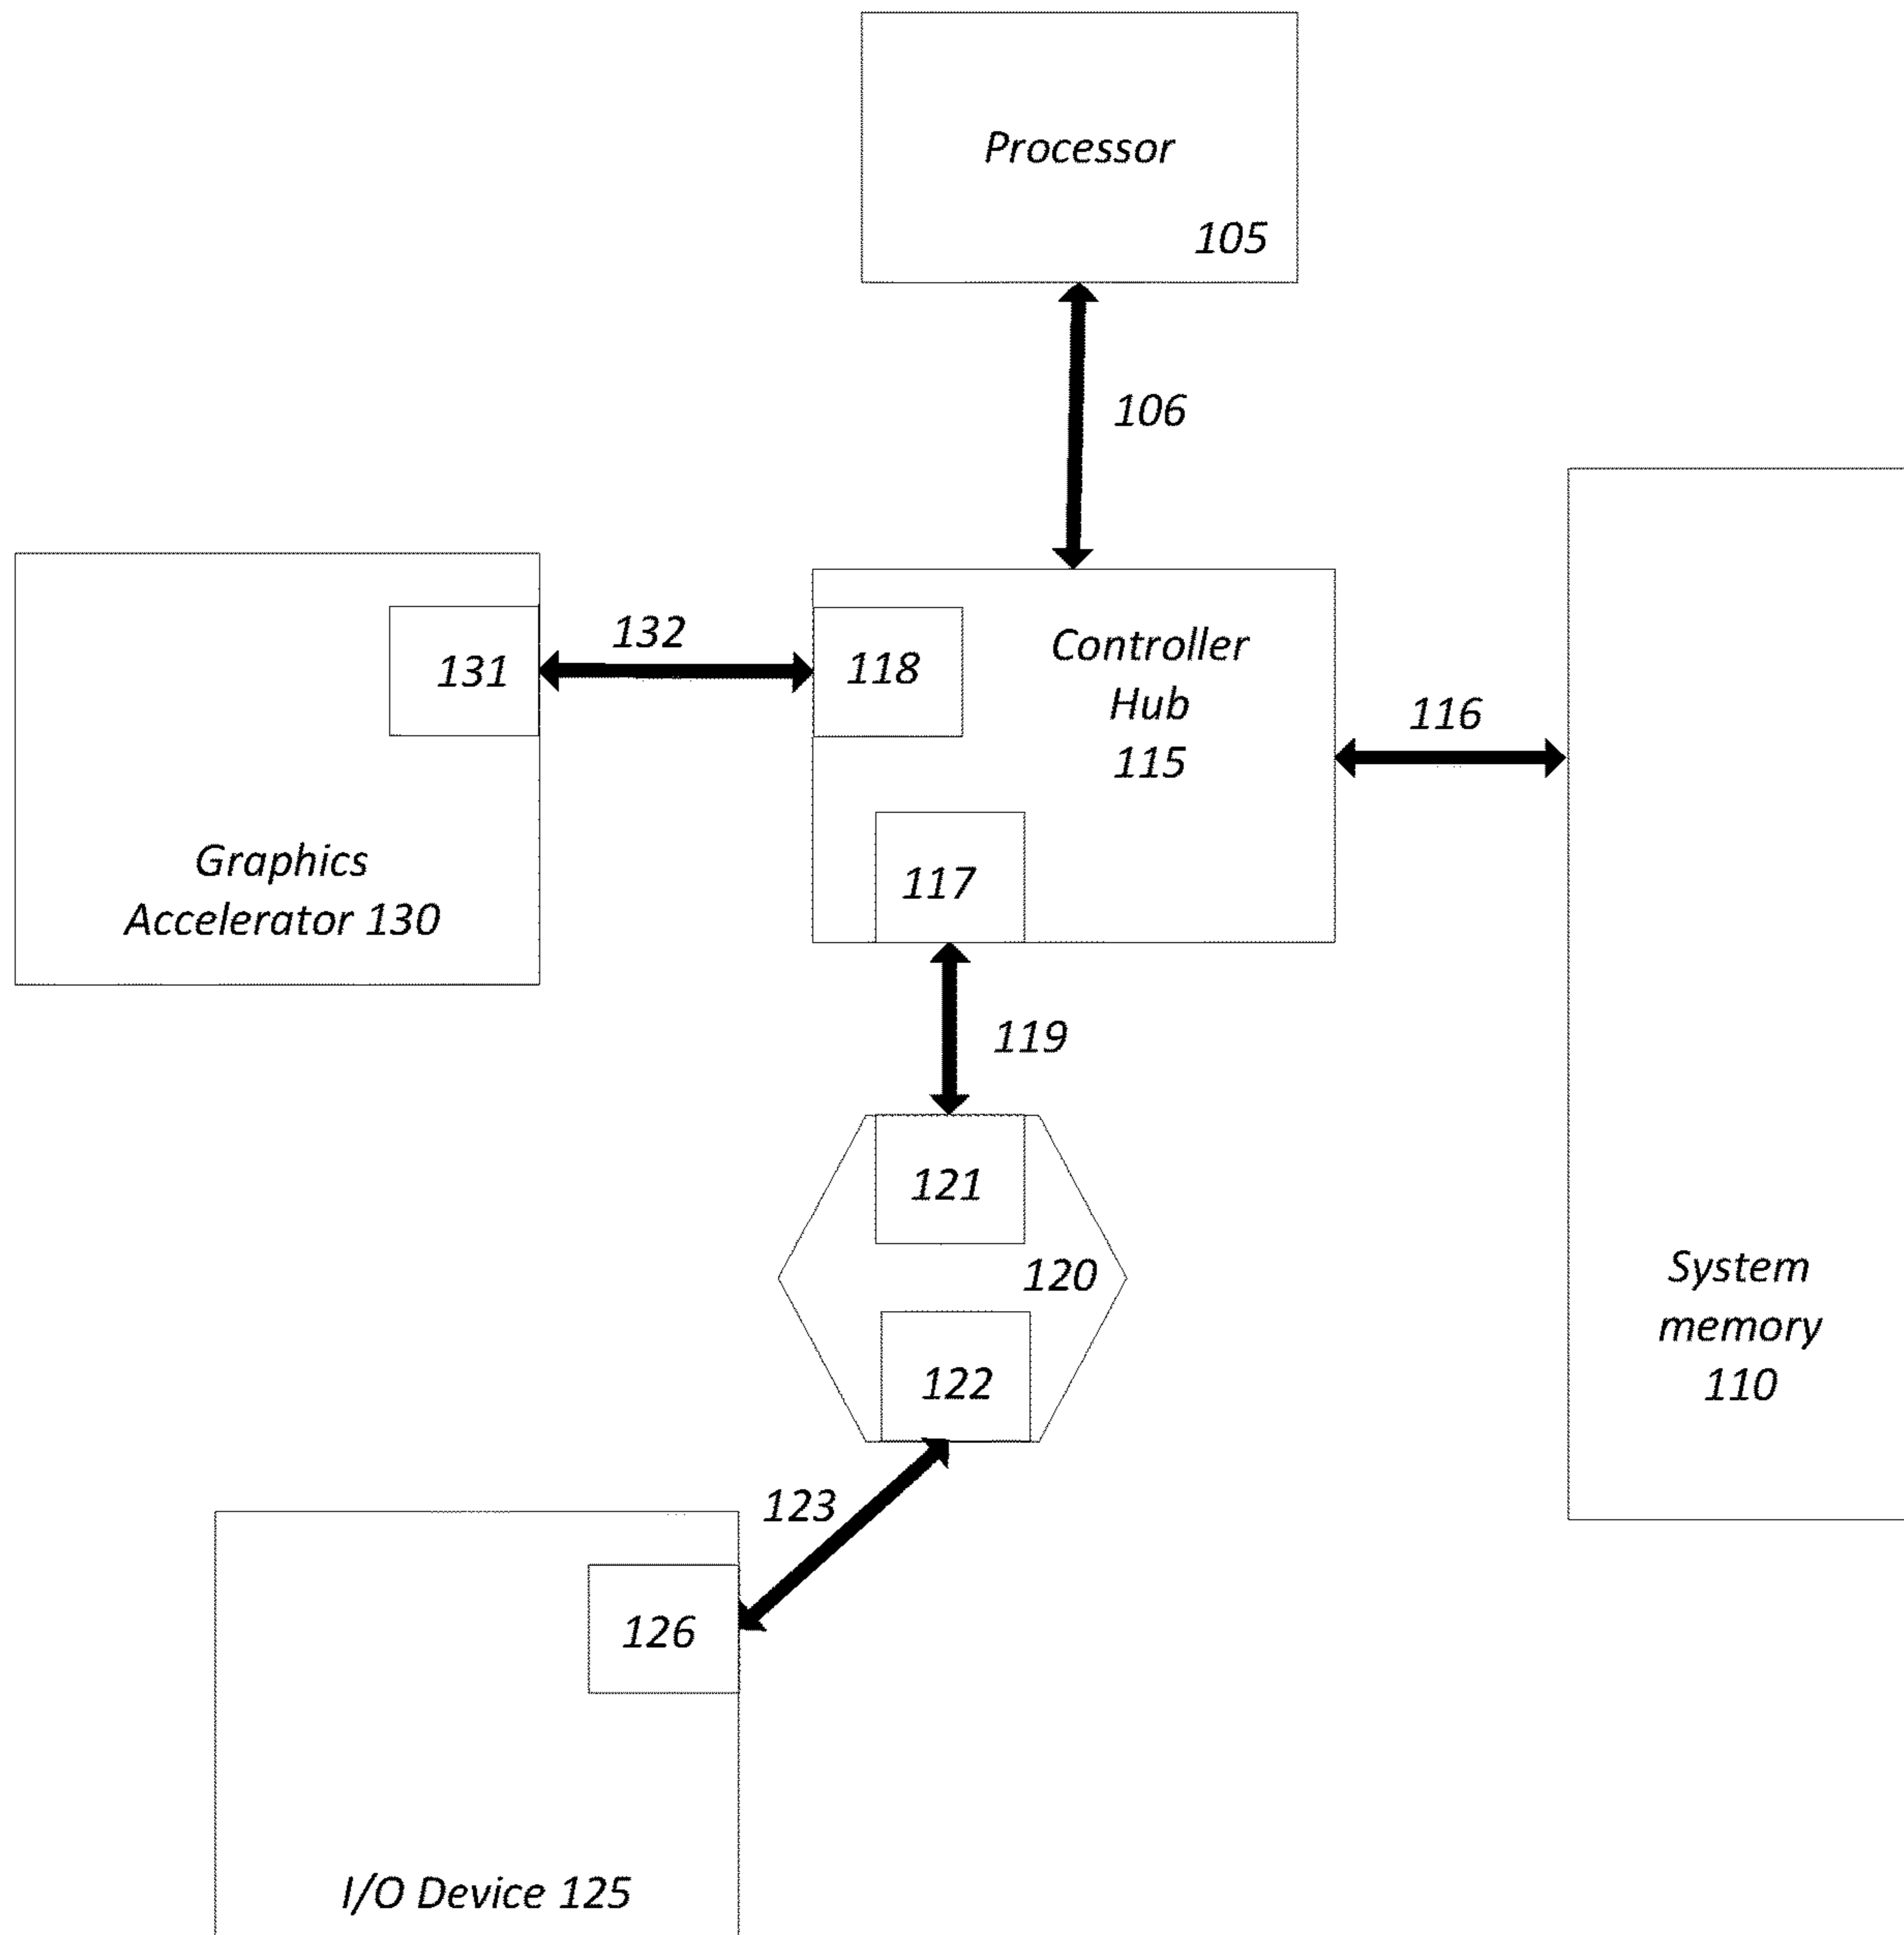 Processor
105
106
132
131
118
Controller
Hub
115
116
Graphics
Accelerator 130
117
119
121
120
122
System
memory
110
123
126
I/O Device 125